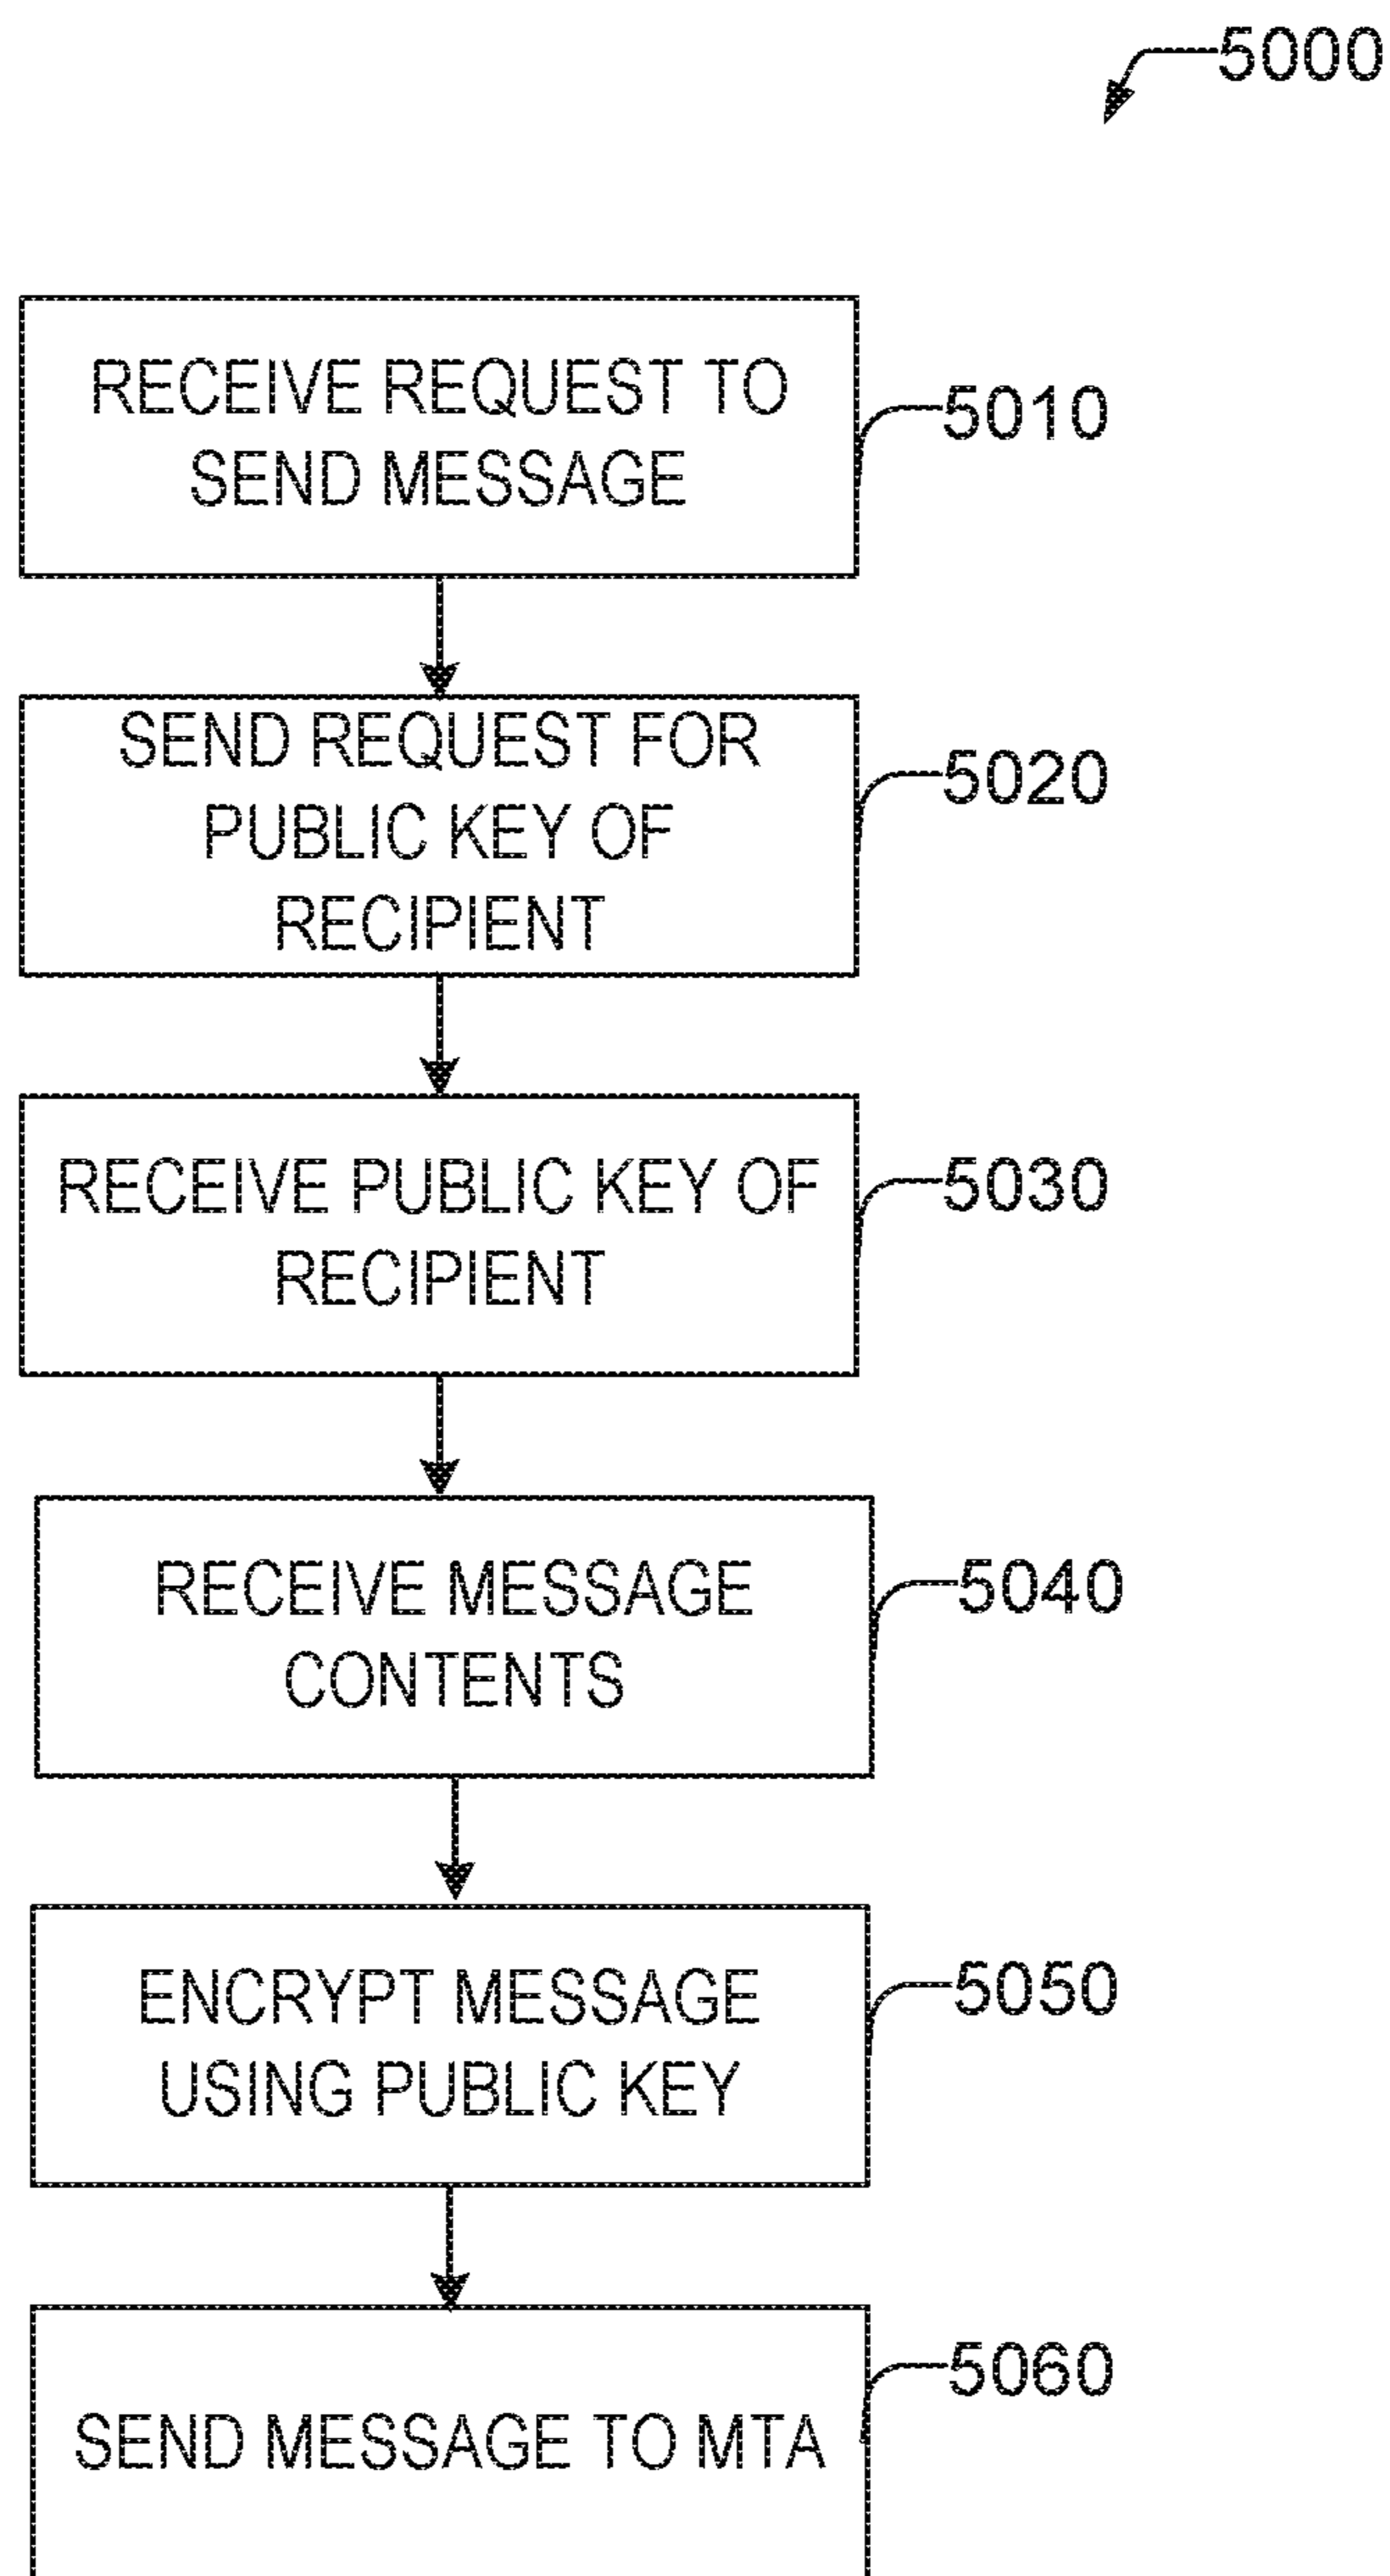 5000
RECEIVE REQUEST TO
SEND MESSAGE
5010
SEND REQUEST FOR
PUBLIC KEY OF
RECIPIENT
5020
RECEIVE PUBLIC KEY OF
RECIPIENT
5030
RECEIVE MESSAGE
CONTENTS
5040
ENCRYPT MESSAGE
USING PUBLIC KEY
5050
SEND MESSAGE TO MTA
5060